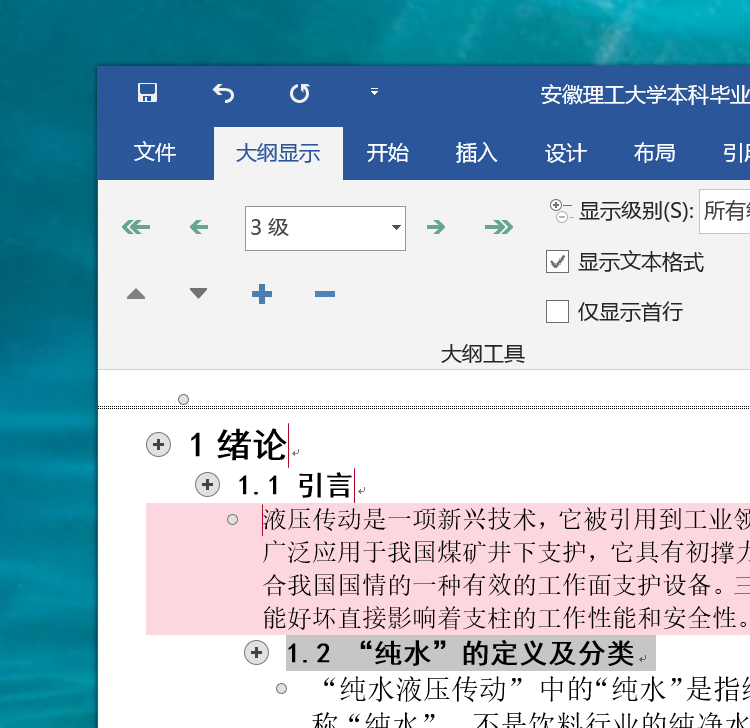 安徽理工大学本科毕业
文件 大纲显示 开始 插入 设计 布局 引用
3 级
显示级别(S): 所有
显示文本格式
仅显示首行
大纲工具
1 绪论
1.1 引言
液压传动是一项新兴技术，它被引用到工业领
广泛应用于我国煤矿井下支护，它具有初撑力
合我国国情的一种有效的工作面支护设备。三
能好坏直接影响着支柱的工作性能和安全性。
1.2 “纯水”的定义及分类
“纯水液压传动”中的“纯水”是指经
称“纯水”，不是饮料行业的纯净水